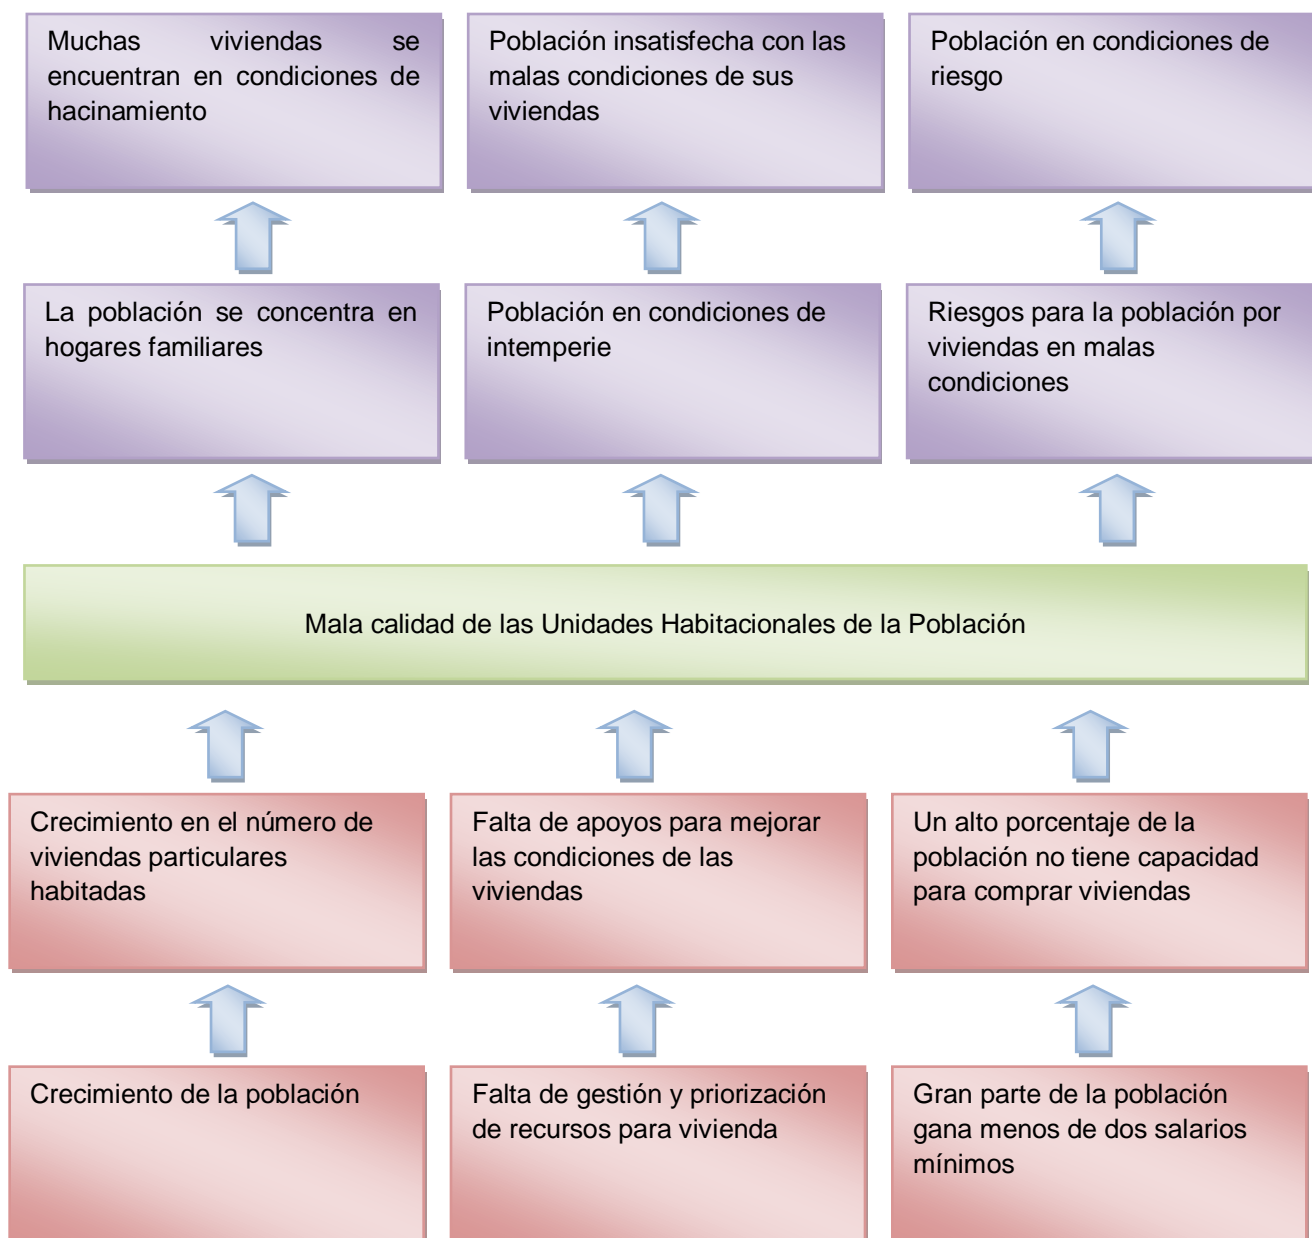 Muchas viviendas se
encuentran en condiciones de
hacinamiento
Población insatisfecha con las
malas condiciones de sus
viviendas
Población en condiciones de
riesgo
La población se concentra en
hogares familiares
Población en condiciones de
intemperie
Riesgos para la población por
viviendas en malas
condiciones
Mala calidad de las Unidades Habitacionales de la Población
Crecimiento en el número de
viviendas particulares
habitadas
Falta de apoyos para mejorar
las condiciones de las
viviendas
Un alto porcentaje de la
población no tiene capacidad
para comprar viviendas
Crecimiento de la población
Falta de gestión y priorización
de recursos para vivienda
Gran parte de la población
gana menos de dos salarios
mínimos